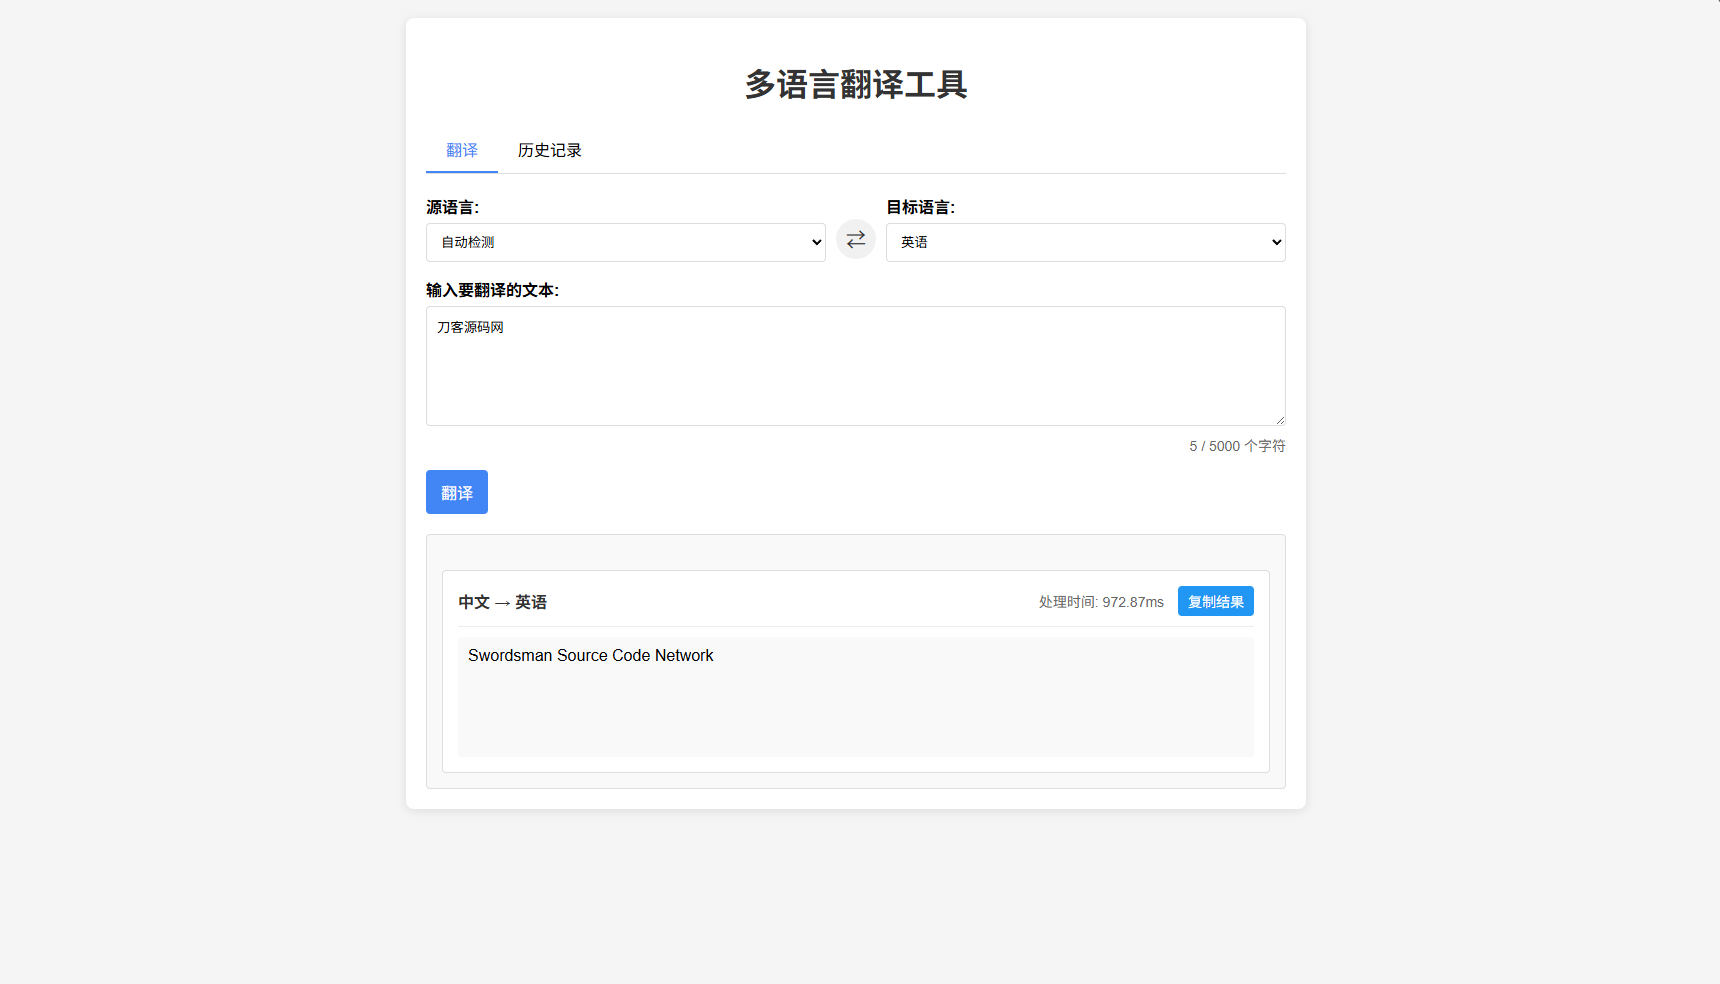 多语言翻译工具
翻译 历史记录
源语言: 目标语言:
自动检测 英语
输入要翻译的文本:
刀客源码网
5 / 5000 个字符
翻译
中文 → 英语 处理时间: 972.87ms 复制结果
Swordsman Source Code Network